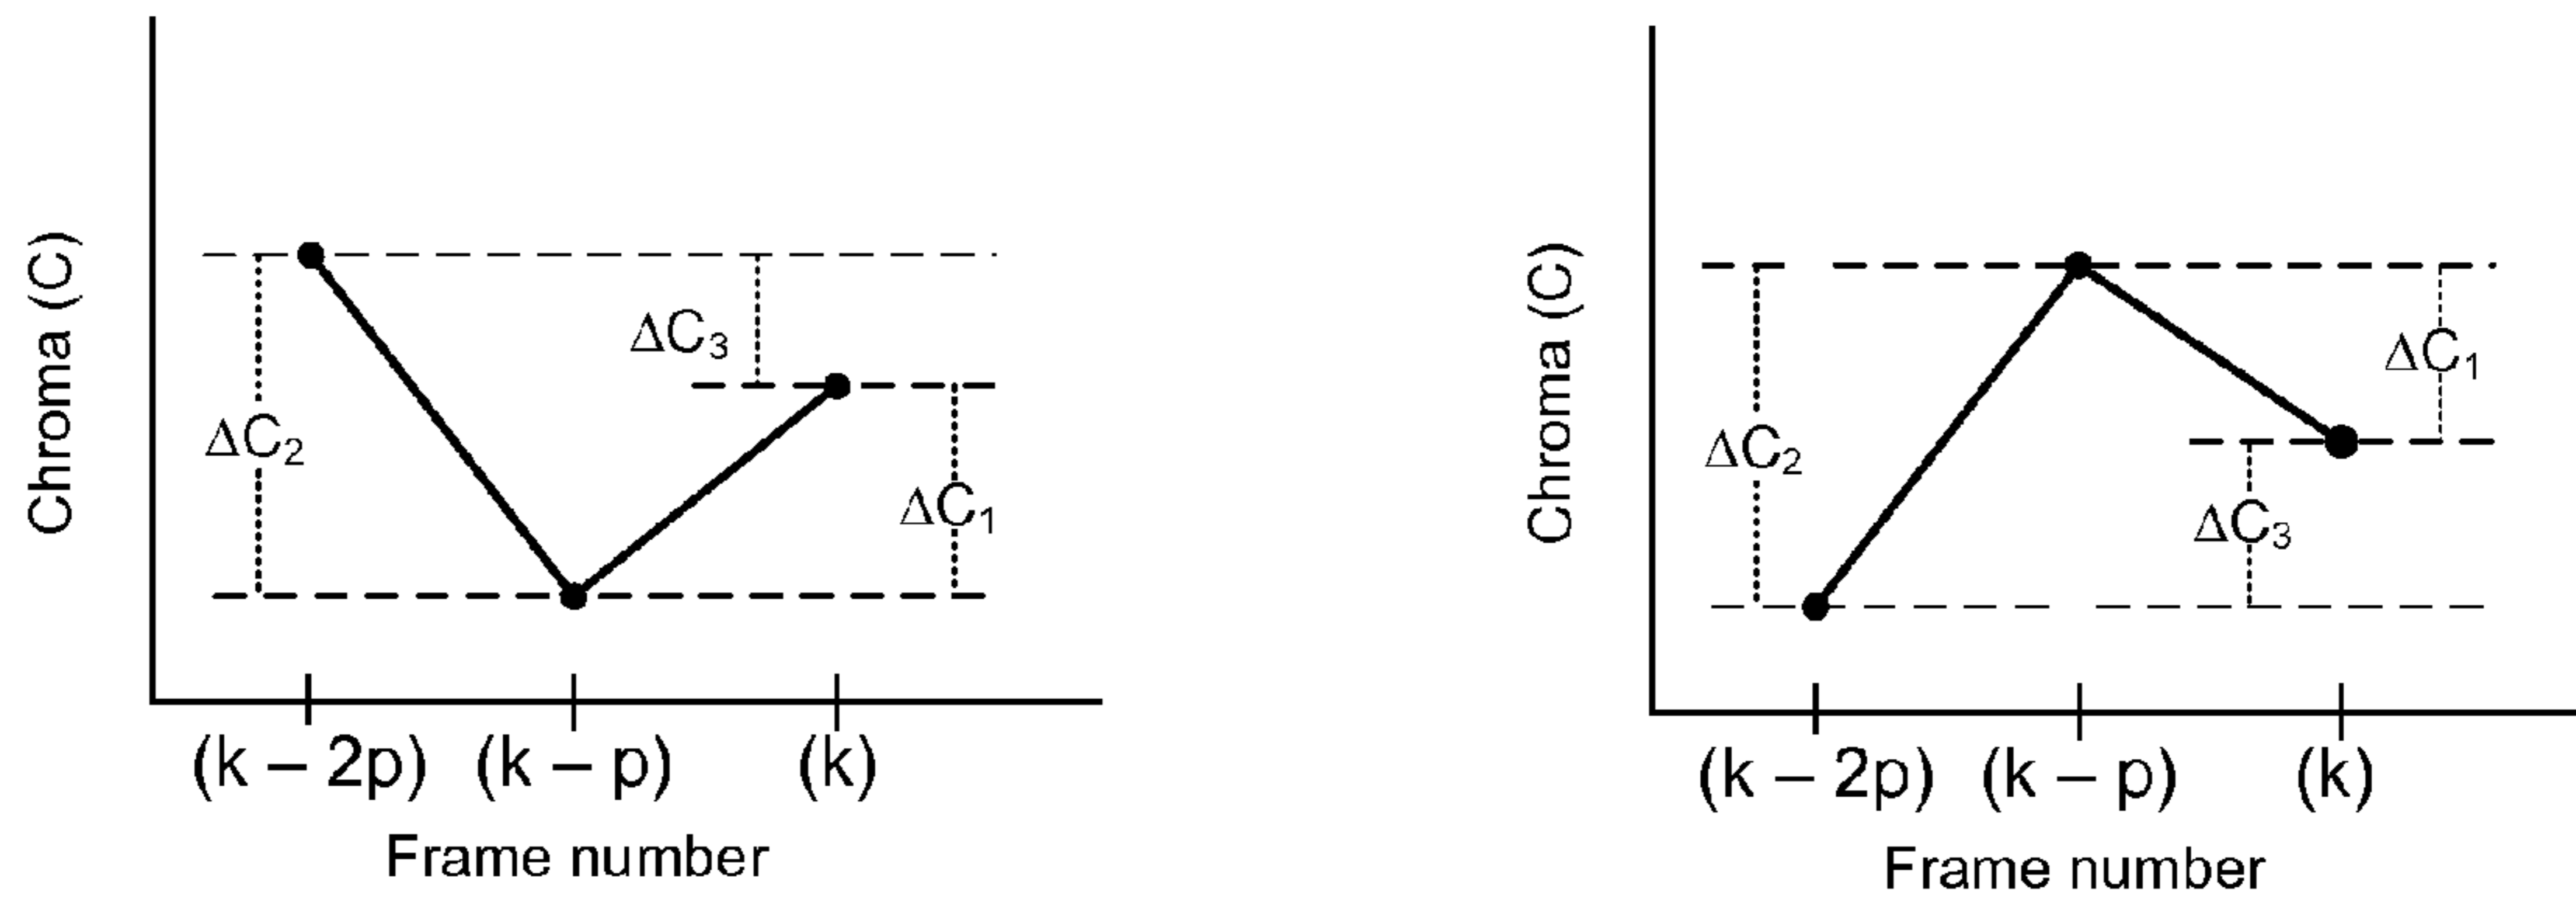 Chroma (C)
ΔC₂
ΔC₃
ΔC₁
(k – 2p) (k – p) (k)
Frame number
Chroma (C)
ΔC₂
ΔC₁
ΔC₃
(k – 2p) (k – p) (k)
Frame number